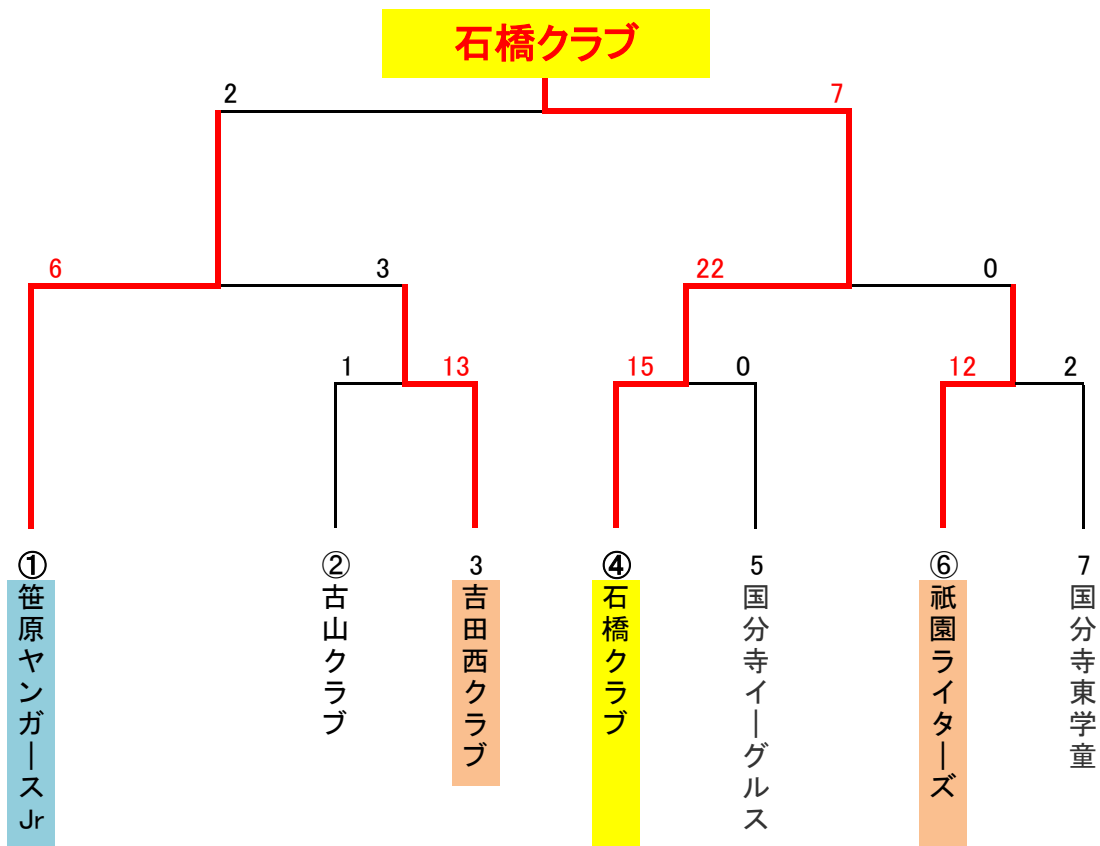 石橋クラブ
2
7
6
3
22
0
1
13
15
0
12
2
①
笹原ヤンガースJr
②
古山クラブ
3
吉田西クラブ
④
石橋クラブ
5
国分寺イーグルス
⑥
祇園ライターズ
7
国分寺東学童